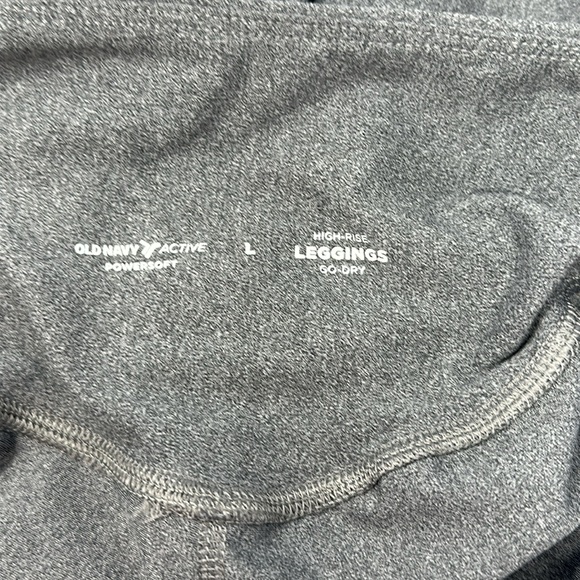 OLD NAVY ACTIVE
POWERSOFT
L
HIGH-RISE
LEGGINGS
GO-DRY